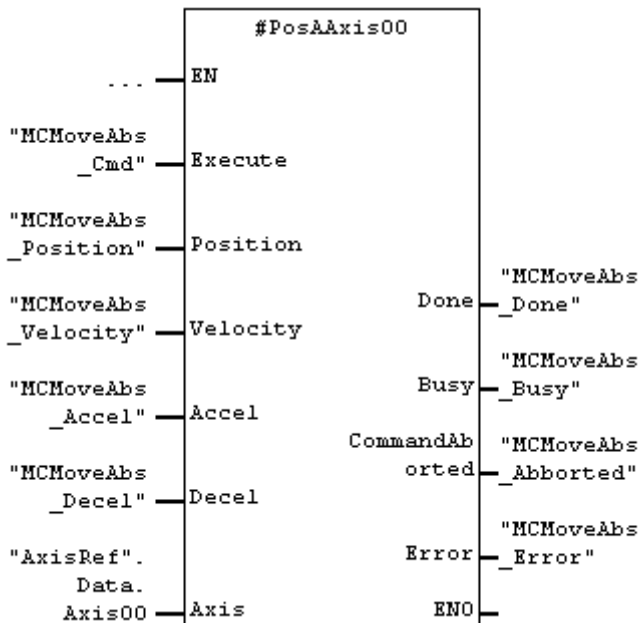 #PosAAxis00
... EN
"MCMoveAbs
_Cmd" Execute
"MCMoveAbs
_Position" Position
"MCMoveAbs
_Velocity" Velocity
"MCMoveAbs
_Accel" Accel
"MCMoveAbs
_Decel" Decel
"AxisRef".
Data.
Axis00 Axis
"MCMoveAbs
Done _Done"
"MCMoveAbs
Busy _Busy"
CommandAb "MCMoveAbs
orted _Abborted"
"MCMoveAbs
Error _Error"
ENO